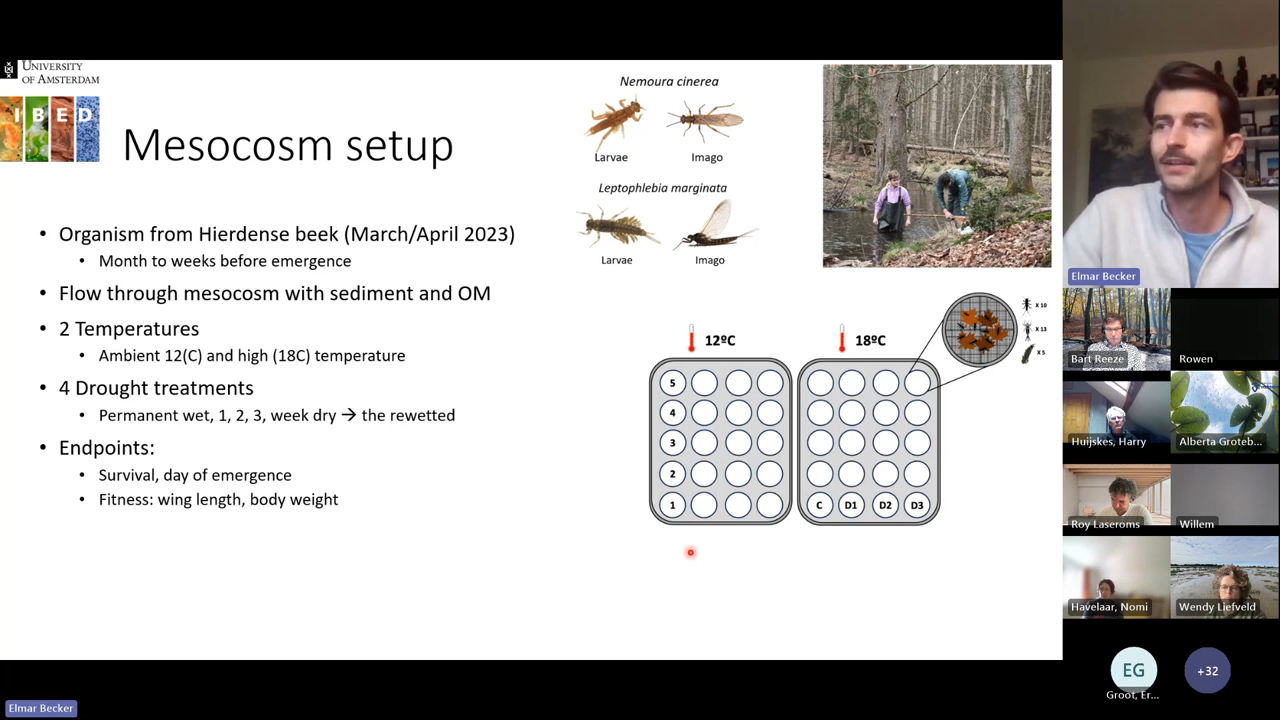 UNIVERSITY
OF AMSTERDAM
I B E D
Mesocosm setup
• Organism from Hierdense beek (March/April 2023)
• Month to weeks before emergence
• Flow through mesocosm with sediment and OM
• 2 Temperatures
• Ambient 12(C) and high (18C) temperature
• 4 Drought treatments
• Permanent wet, 1, 2, 3, week dry → the rewetted
• Endpoints:
• Survival, day of emergence
• Fitness: wing length, body weight
Nemoura cinerea
Larvae Imago
Leptophlebia marginata
Larvae Imago
12ºC 18ºC
X 10
X 13
X 5
5
4
3
2
1 C D1 D2 D3
Elmar Becker
Bart Reeze Rowen
Huijskes, Harry Alberta Groteb...
Roy Laseroms Willem
Havelaar, Nomi Wendy Liefveld
EG +32
Groot, Er...
Elmar Becker